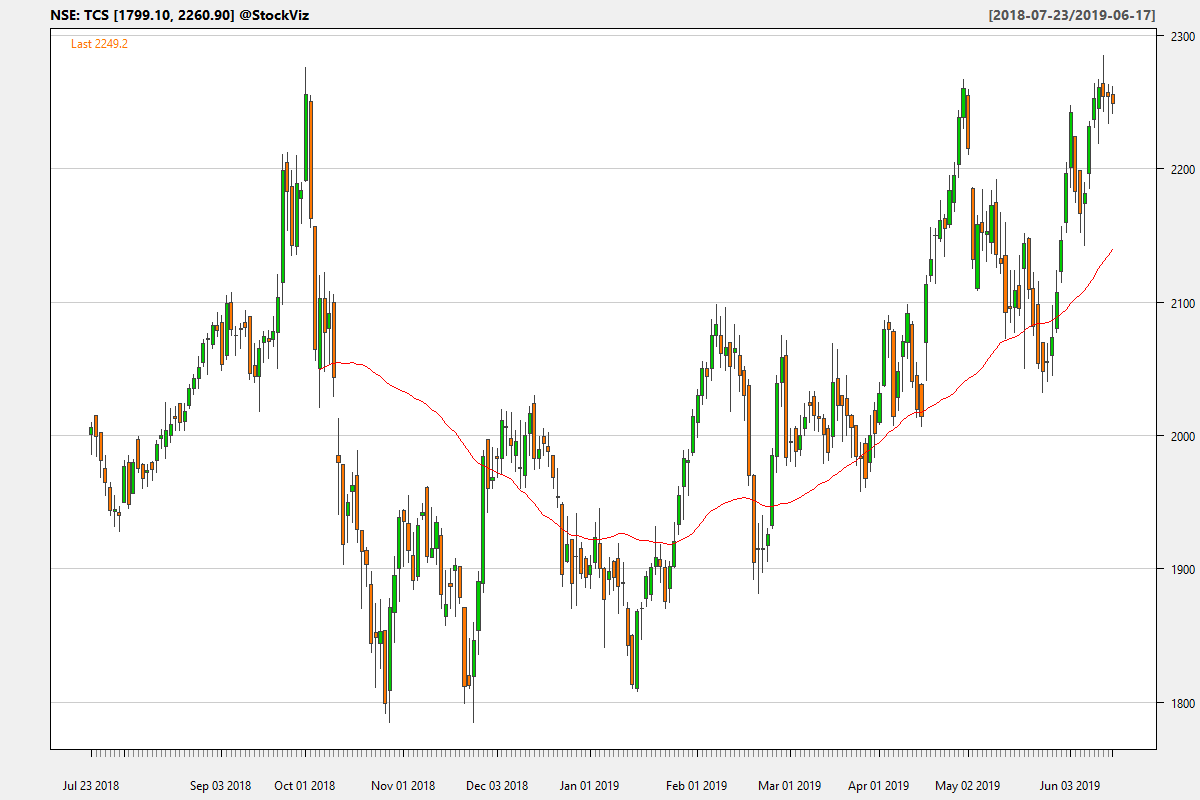 NSE: TCS [1799.10, 2260.90] @StockViz
[2018-07-23/2019-06-17]
Last 2249.2
2300
2200
2100
2000
1900
1800
Jul 23 2018
Sep 03 2018
Oct 01 2018
Nov 01 2018
Dec 03 2018
Jan 01 2019
Feb 01 2019
Mar 01 2019
Apr 01 2019
May 02 2019
Jun 03 2019